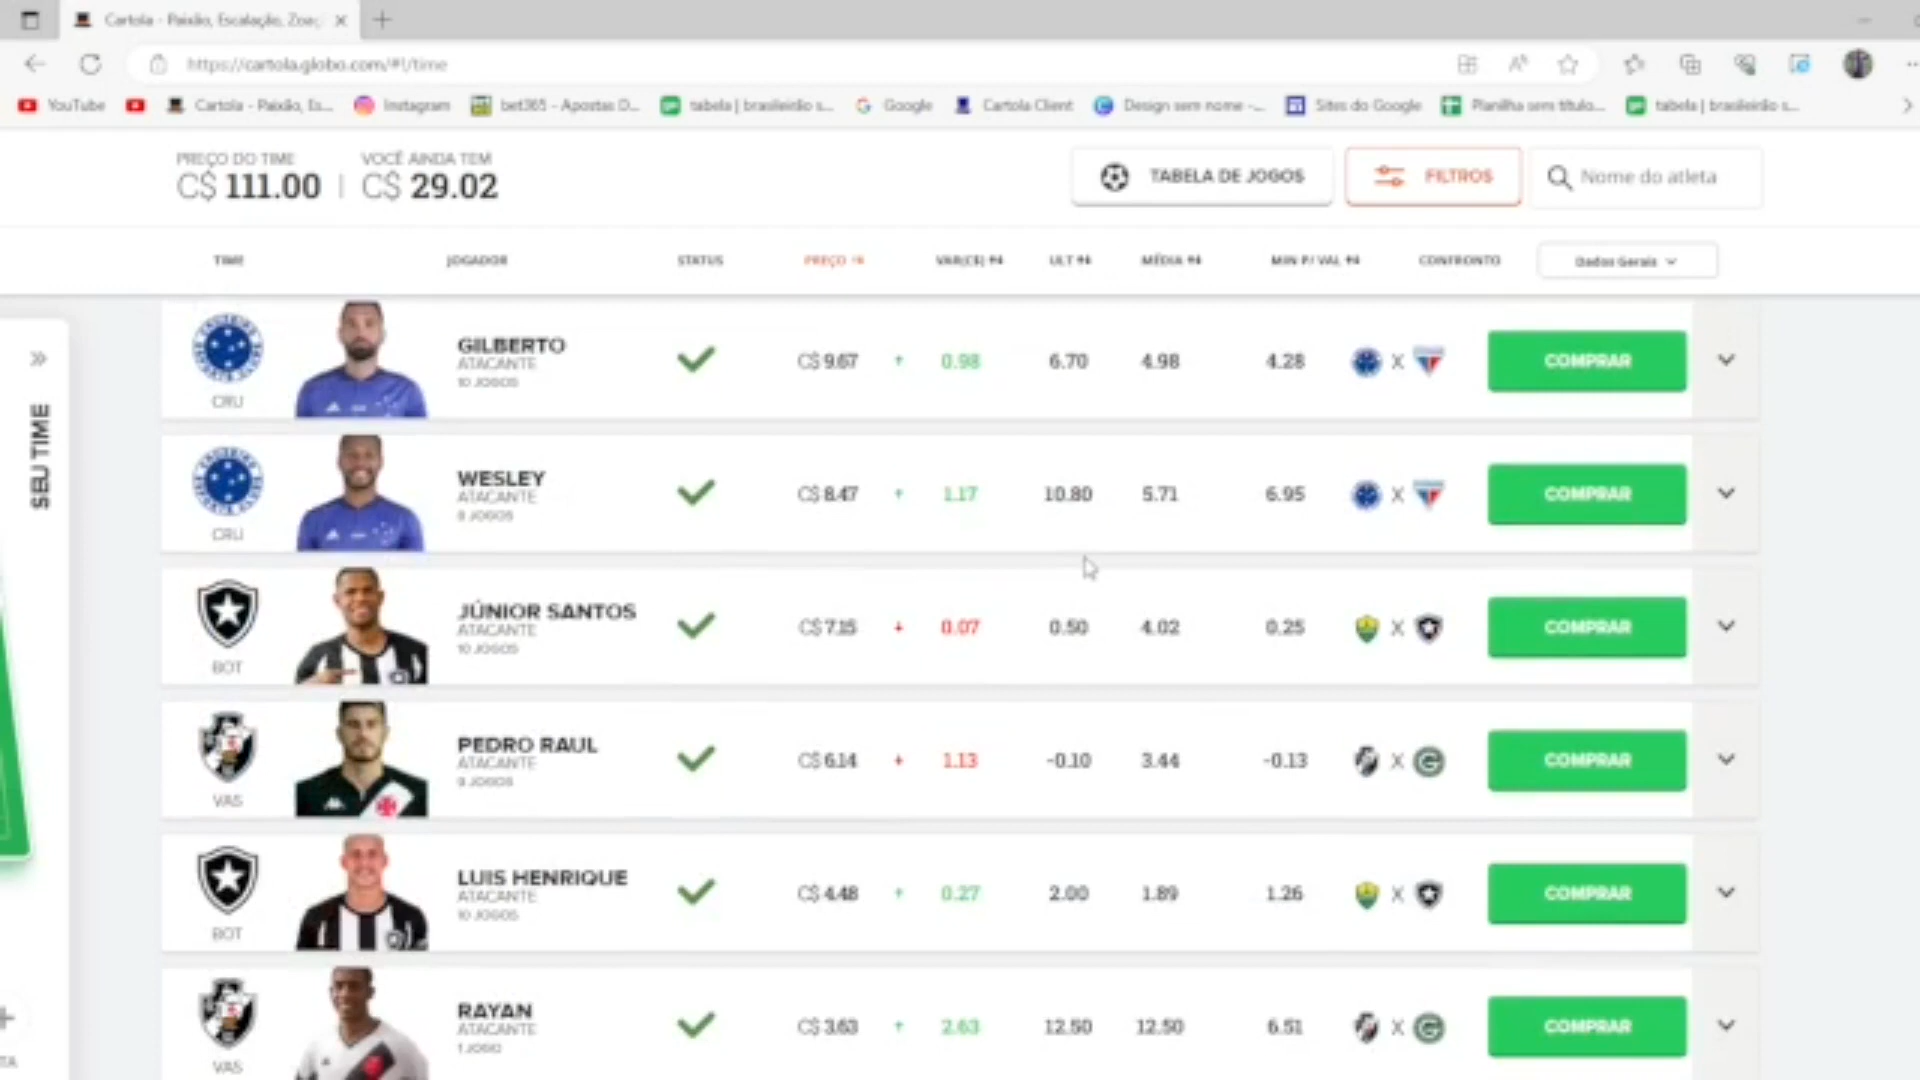 Cartola - Paixão, Escalação, Zoaç
https://cartola.globo.com/#!/time
YouTube
Cartola - Paixão, Es...
Instagram
bet365 - Apostas D...
tabela | brasileirão s...
Google
Cartola Client
Design sem nome -...
Sites do Google
Planilha sem título...
tabela | brasileirão s...
PREÇO DO TIME
VOCÊ AINDA TEM
C$ 111.00 | C$ 29.02
TABELA DE JOGOS
FILTROS
Nome do atleta
TIME JOGADOR STATUS PREÇO VAR(C$) ULT MÉDIA MIN P/ VAL CONFRONTO Dados Gerais
SEU TIME
CRU
GILBERTO
ATACANTE
10 JOGOS
C$ 9.67 0.98 6.70 4.98 4.28 X COMPRAR
CRU
WESLEY
ATACANTE
8 JOGOS
C$ 8.47 1.17 10.80 5.71 6.95 X COMPRAR
BOT
JÚNIOR SANTOS
ATACANTE
10 JOGOS
C$ 7.15 0.07 0.50 4.02 0.25 X COMPRAR
VAS
PEDRO RAUL
ATACANTE
9 JOGOS
C$ 6.14 1.13 -0.10 3.44 -0.13 X COMPRAR
BOT
LUIS HENRIQUE
ATACANTE
10 JOGOS
C$ 4.48 0.27 2.00 1.89 1.26 X COMPRAR
VAS
RAYAN
ATACANTE
1 JOGO
C$ 3.63 2.63 12.50 12.50 6.51 X COMPRAR